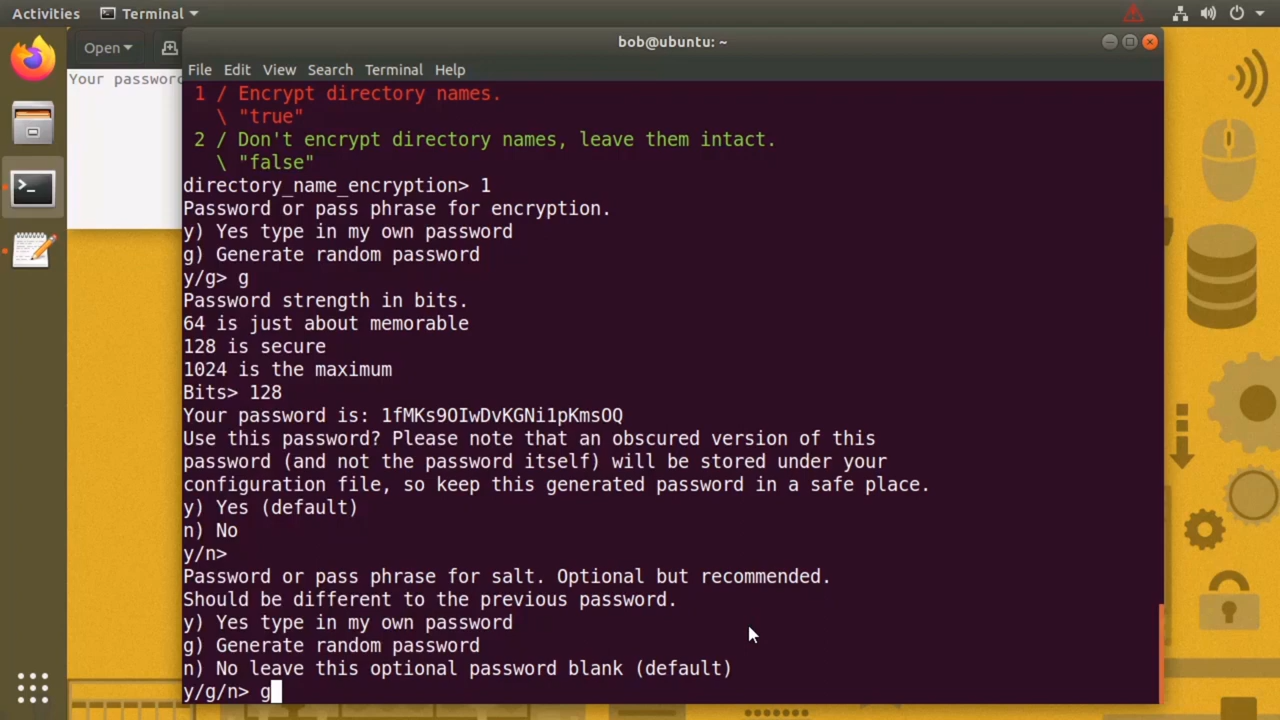 Activities
Terminal
Open
bob@ubuntu: ~
File Edit View Search Terminal Help
Your password
1 / Encrypt directory names.
\ "true"
2 / Don't encrypt directory names, leave them intact.
\ "false"
directory_name_encryption> 1
Password or pass phrase for encryption.
y) Yes type in my own password
g) Generate random password
y/g> g
Password strength in bits.
64 is just about memorable
128 is secure
1024 is the maximum
Bits> 128
Your password is: 1fMKs9OIwDvKGNi1pKmsOQ
Use this password? Please note that an obscured version of this
password (and not the password itself) will be stored under your
configuration file, so keep this generated password in a safe place.
y) Yes (default)
n) No
y/n>
Password or pass phrase for salt. Optional but recommended.
Should be different to the previous password.
y) Yes type in my own password
g) Generate random password
n) No leave this optional password blank (default)
y/g/n> g